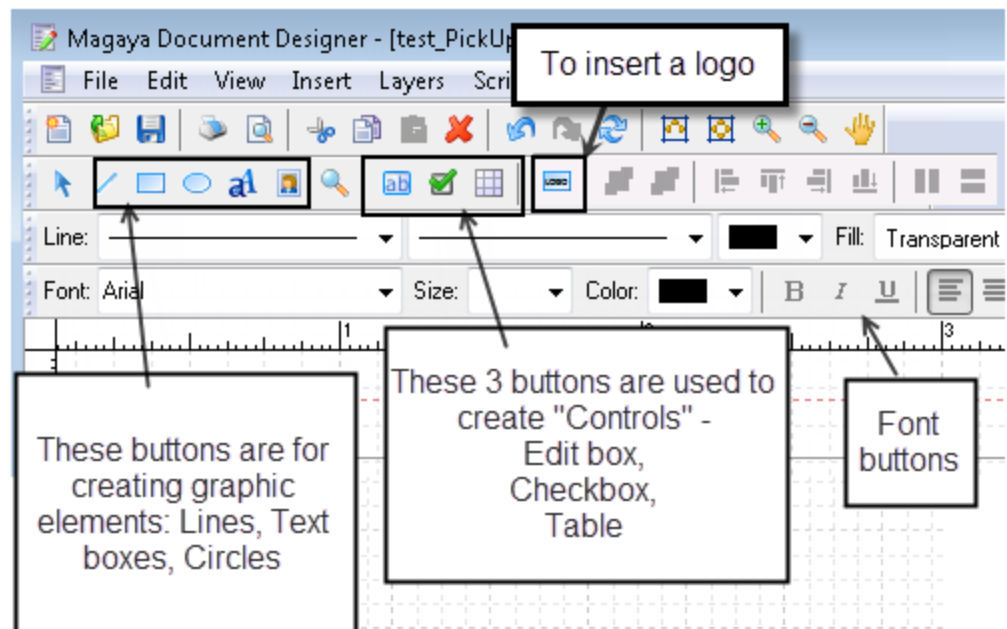 Magaya Document Designer - [test_PickUp
To insert a logo
File Edit View Insert Layers Scri
ab
LOGO
Line: Fill: Transparent
Font: Arial Size: Color: B I U
1 3
These 3 buttons are used to
create "Controls" -
Edit box,
Checkbox,
Table
Font
buttons
These buttons are for
creating graphic
elements: Lines, Text
boxes, Circles